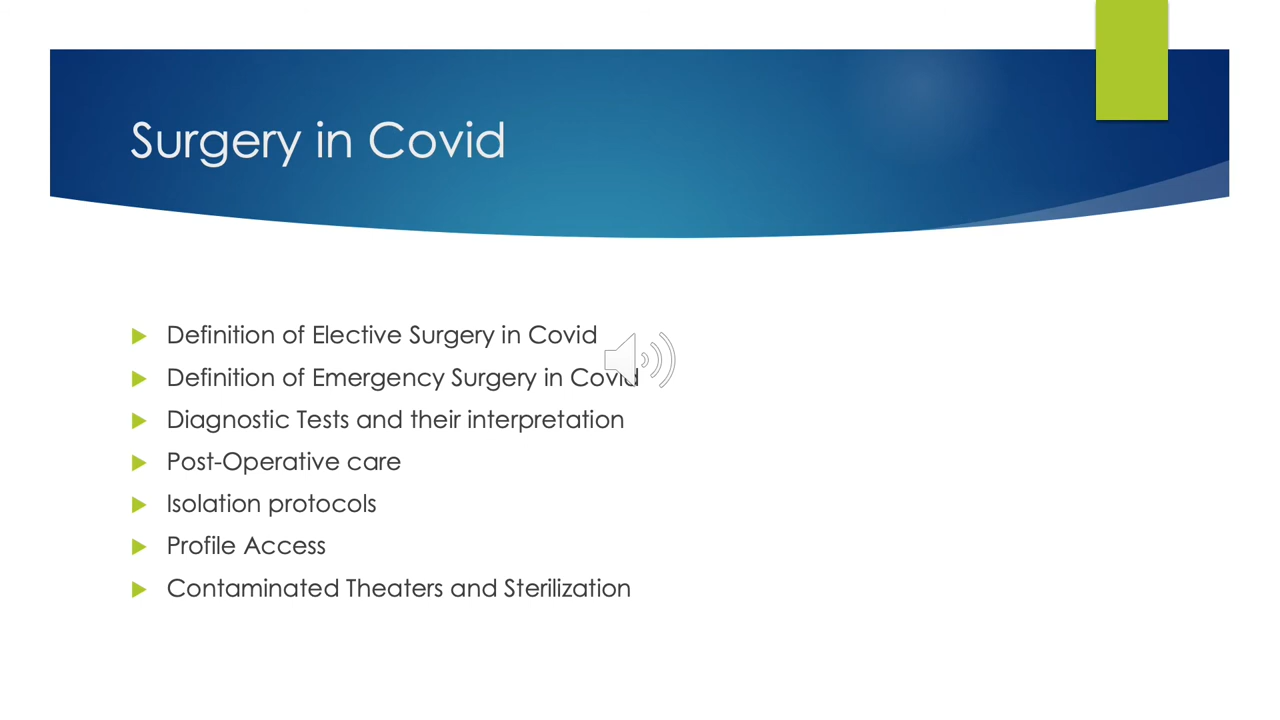 Surgery in Covid
Definition of Elective Surgery in Covid
Definition of Emergency Surgery in Covid
Diagnostic Tests and their interpretation
Post-Operative care
Isolation protocols
Profile Access
Contaminated Theaters and Sterilization